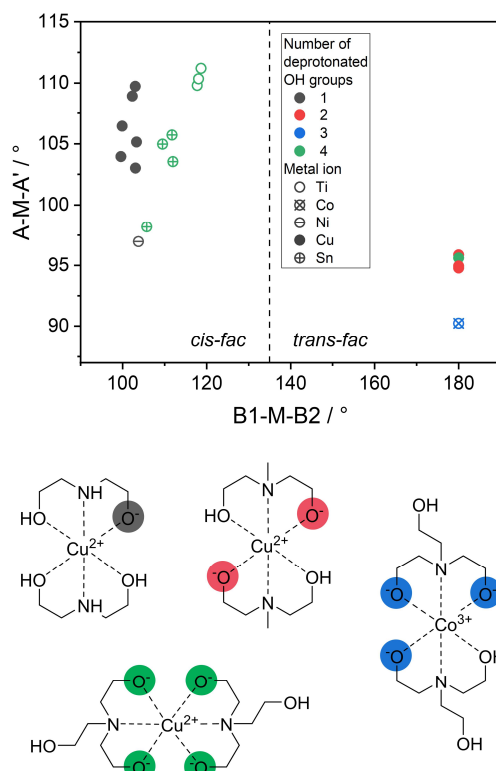 115
110
105
100
95
90
A-M-A' / °
100
120
140
160
180
B1-M-B2 / °
cis-fac
trans-fac
Number of
deprotonated
OH groups
1
2
3
4
Metal ion
Ti
Co
Ni
Cu
Sn
NH
HO
O-
Cu2+
OH
OH
NH
N
HO
O-
Cu2+
-O
OH
N
OH
N
-O
O-
Co3+
-O
OH
N
OH
O- O-
N Cu2+ N
OH
HO
O- O-